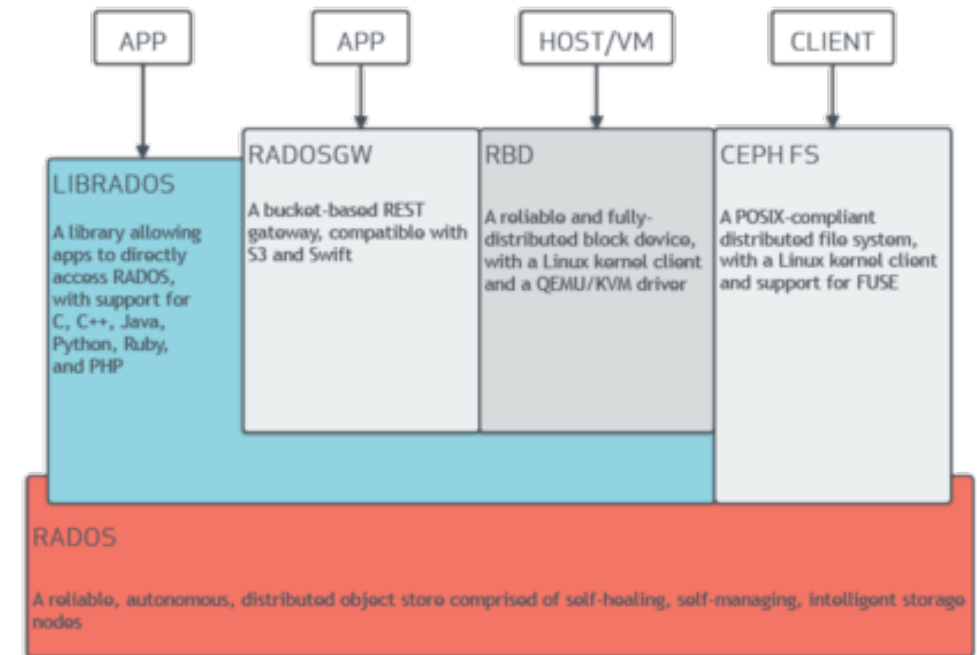 APP
APP
HOST/VM
CLIENT
LIBRADOS
A library allowing
apps to directly
access RADOS,
with support for
C, C++, Java,
Python, Ruby,
and PHP
RADOSGW
A bucket-based REST
gateway, compatible with
S3 and Swift
RBD
A reliable and fully-
distributed block device,
with a Linux kernel client
and a QEMU/KVM driver
CEPH FS
A POSIX-compliant
distributed file system,
with a Linux kernel client
and support for FUSE
RADOS
A reliable, autonomous, distributed object store comprised of self-healing, self-managing, intelligent storage
nodes